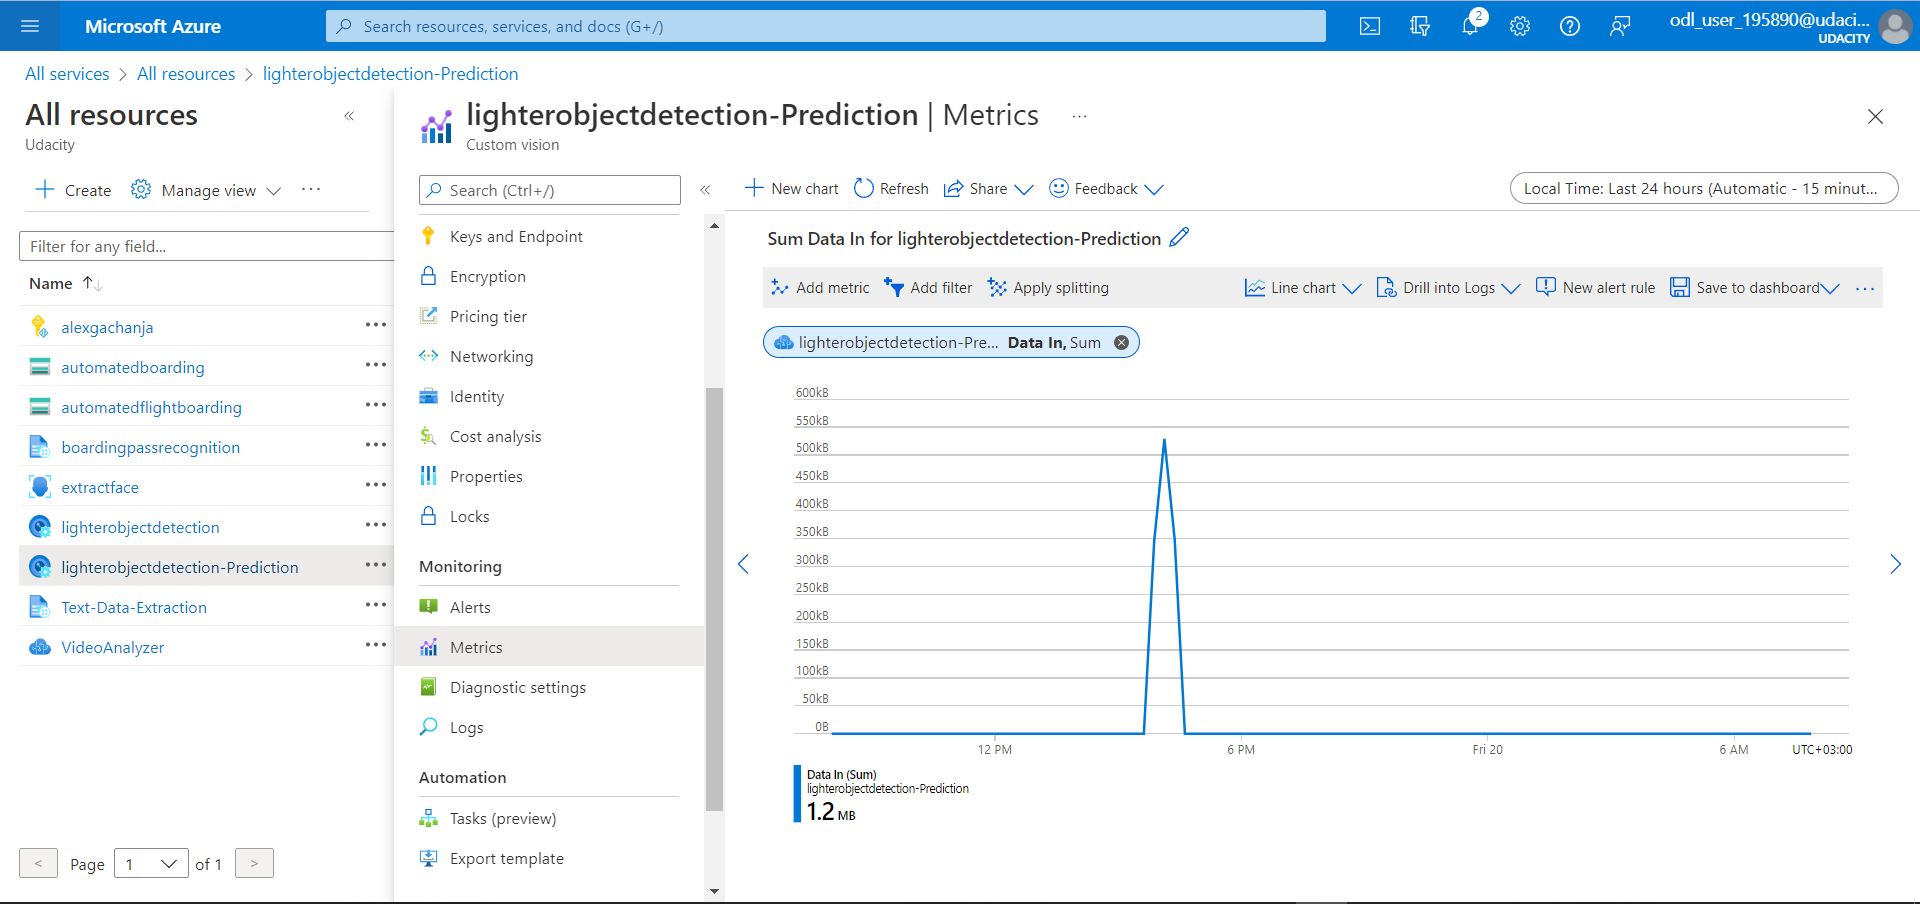 Microsoft Azure
Search resources, services, and docs (G+/)
2
odl_user_195890@udaci...
UDACITY
All services > All resources > lighterobjectdetection-Prediction
All resources
Udacity
Create
Manage view
Filter for any field...
Name
alexgachanja
automatedboarding
automatedflightboarding
boardingpassrecognition
extractface
lighterobjectdetection
lighterobjectdetection-Prediction
Text-Data-Extraction
VideoAnalyzer
< Page 1 of 1 >
lighterobjectdetection-Prediction | Metrics ...
Custom vision
Search (Ctrl+/)
Keys and Endpoint
Encryption
Pricing tier
Networking
Identity
Cost analysis
Properties
Locks
Monitoring
Alerts
Metrics
Diagnostic settings
Logs
Automation
Tasks (preview)
Export template
New chart Refresh Share Feedback
Local Time: Last 24 hours (Automatic - 15 minut...
Sum Data In for lighterobjectdetection-Prediction
Add metric Add filter Apply splitting Line chart Drill into Logs New alert rule Save to dashboard ...
lighterobjectdetection-Pre... Data In, Sum
600kB
550kB
500kB
450kB
400kB
350kB
300kB
250kB
200kB
150kB
100kB
50kB
0B
12 PM 6 PM Fri 20 6 AM UTC+03:00
Data In (Sum)
lighterobjectdetection-Prediction
1.2 MB